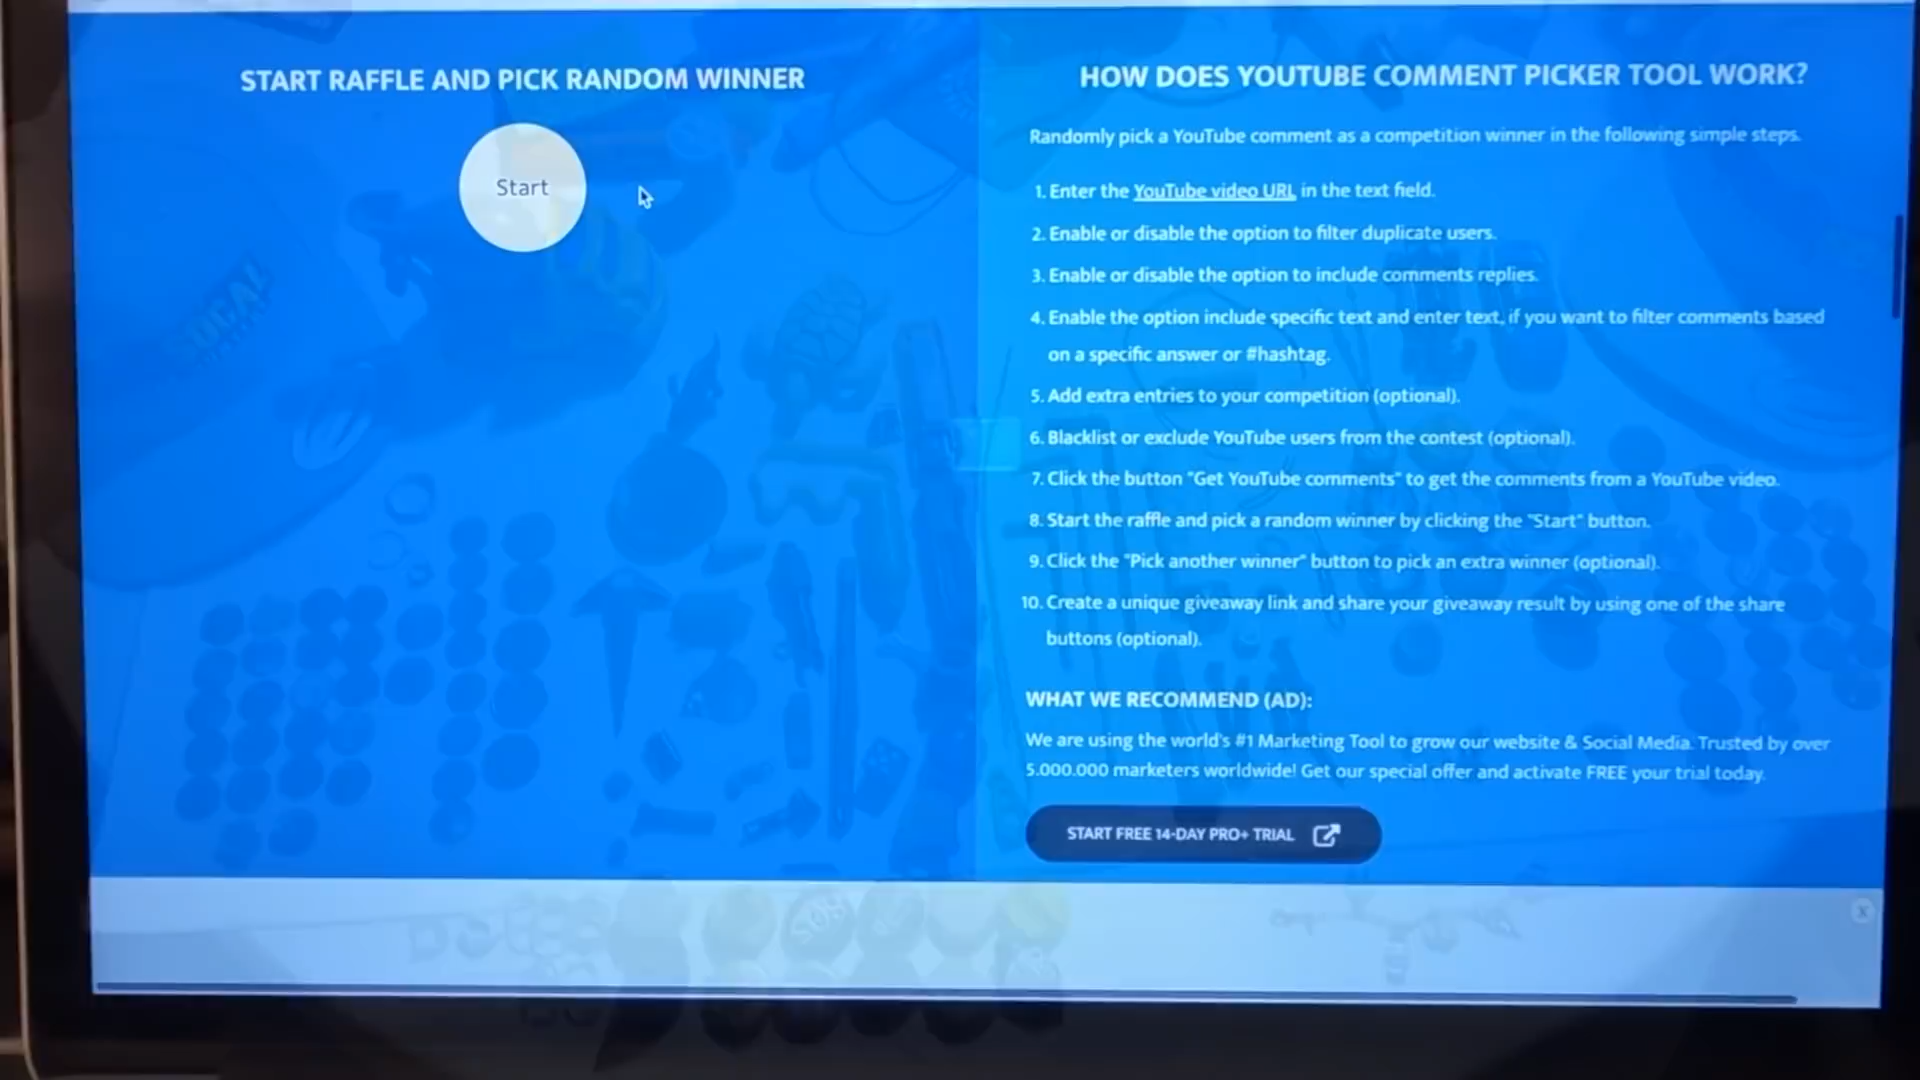 START RAFFLE AND PICK RANDOM WINNER
Start
HOW DOES YOUTUBE COMMENT PICKER TOOL WORK?
Randomly pick a YouTube comment as a competition winner in the following simple steps.
1. Enter the YouTube video URL in the text field.
2. Enable or disable the option to filter duplicate users.
3. Enable or disable the option to include comments replies.
4. Enable the option include specific text and enter text, if you want to filter comments based
on a specific answer or #hashtag.
5. Add extra entries to your competition (optional).
6. Blacklist or exclude YouTube users from the contest (optional).
7. Click the button "Get YouTube comments" to get the comments from a YouTube video.
8. Start the raffle and pick a random winner by clicking the "Start" button.
9. Click the "Pick another winner" button to pick an extra winner (optional).
10. Create a unique giveaway link and share your giveaway result by using one of the share
buttons (optional).
WHAT WE RECOMMEND (AD):
We are using the world's #1 Marketing Tool to grow our website & Social Media. Trusted by over
5.000.000 marketers worldwide! Get our special offer and activate FREE your trial today.
START FREE 14-DAY PRO+ TRIAL
SOCAL